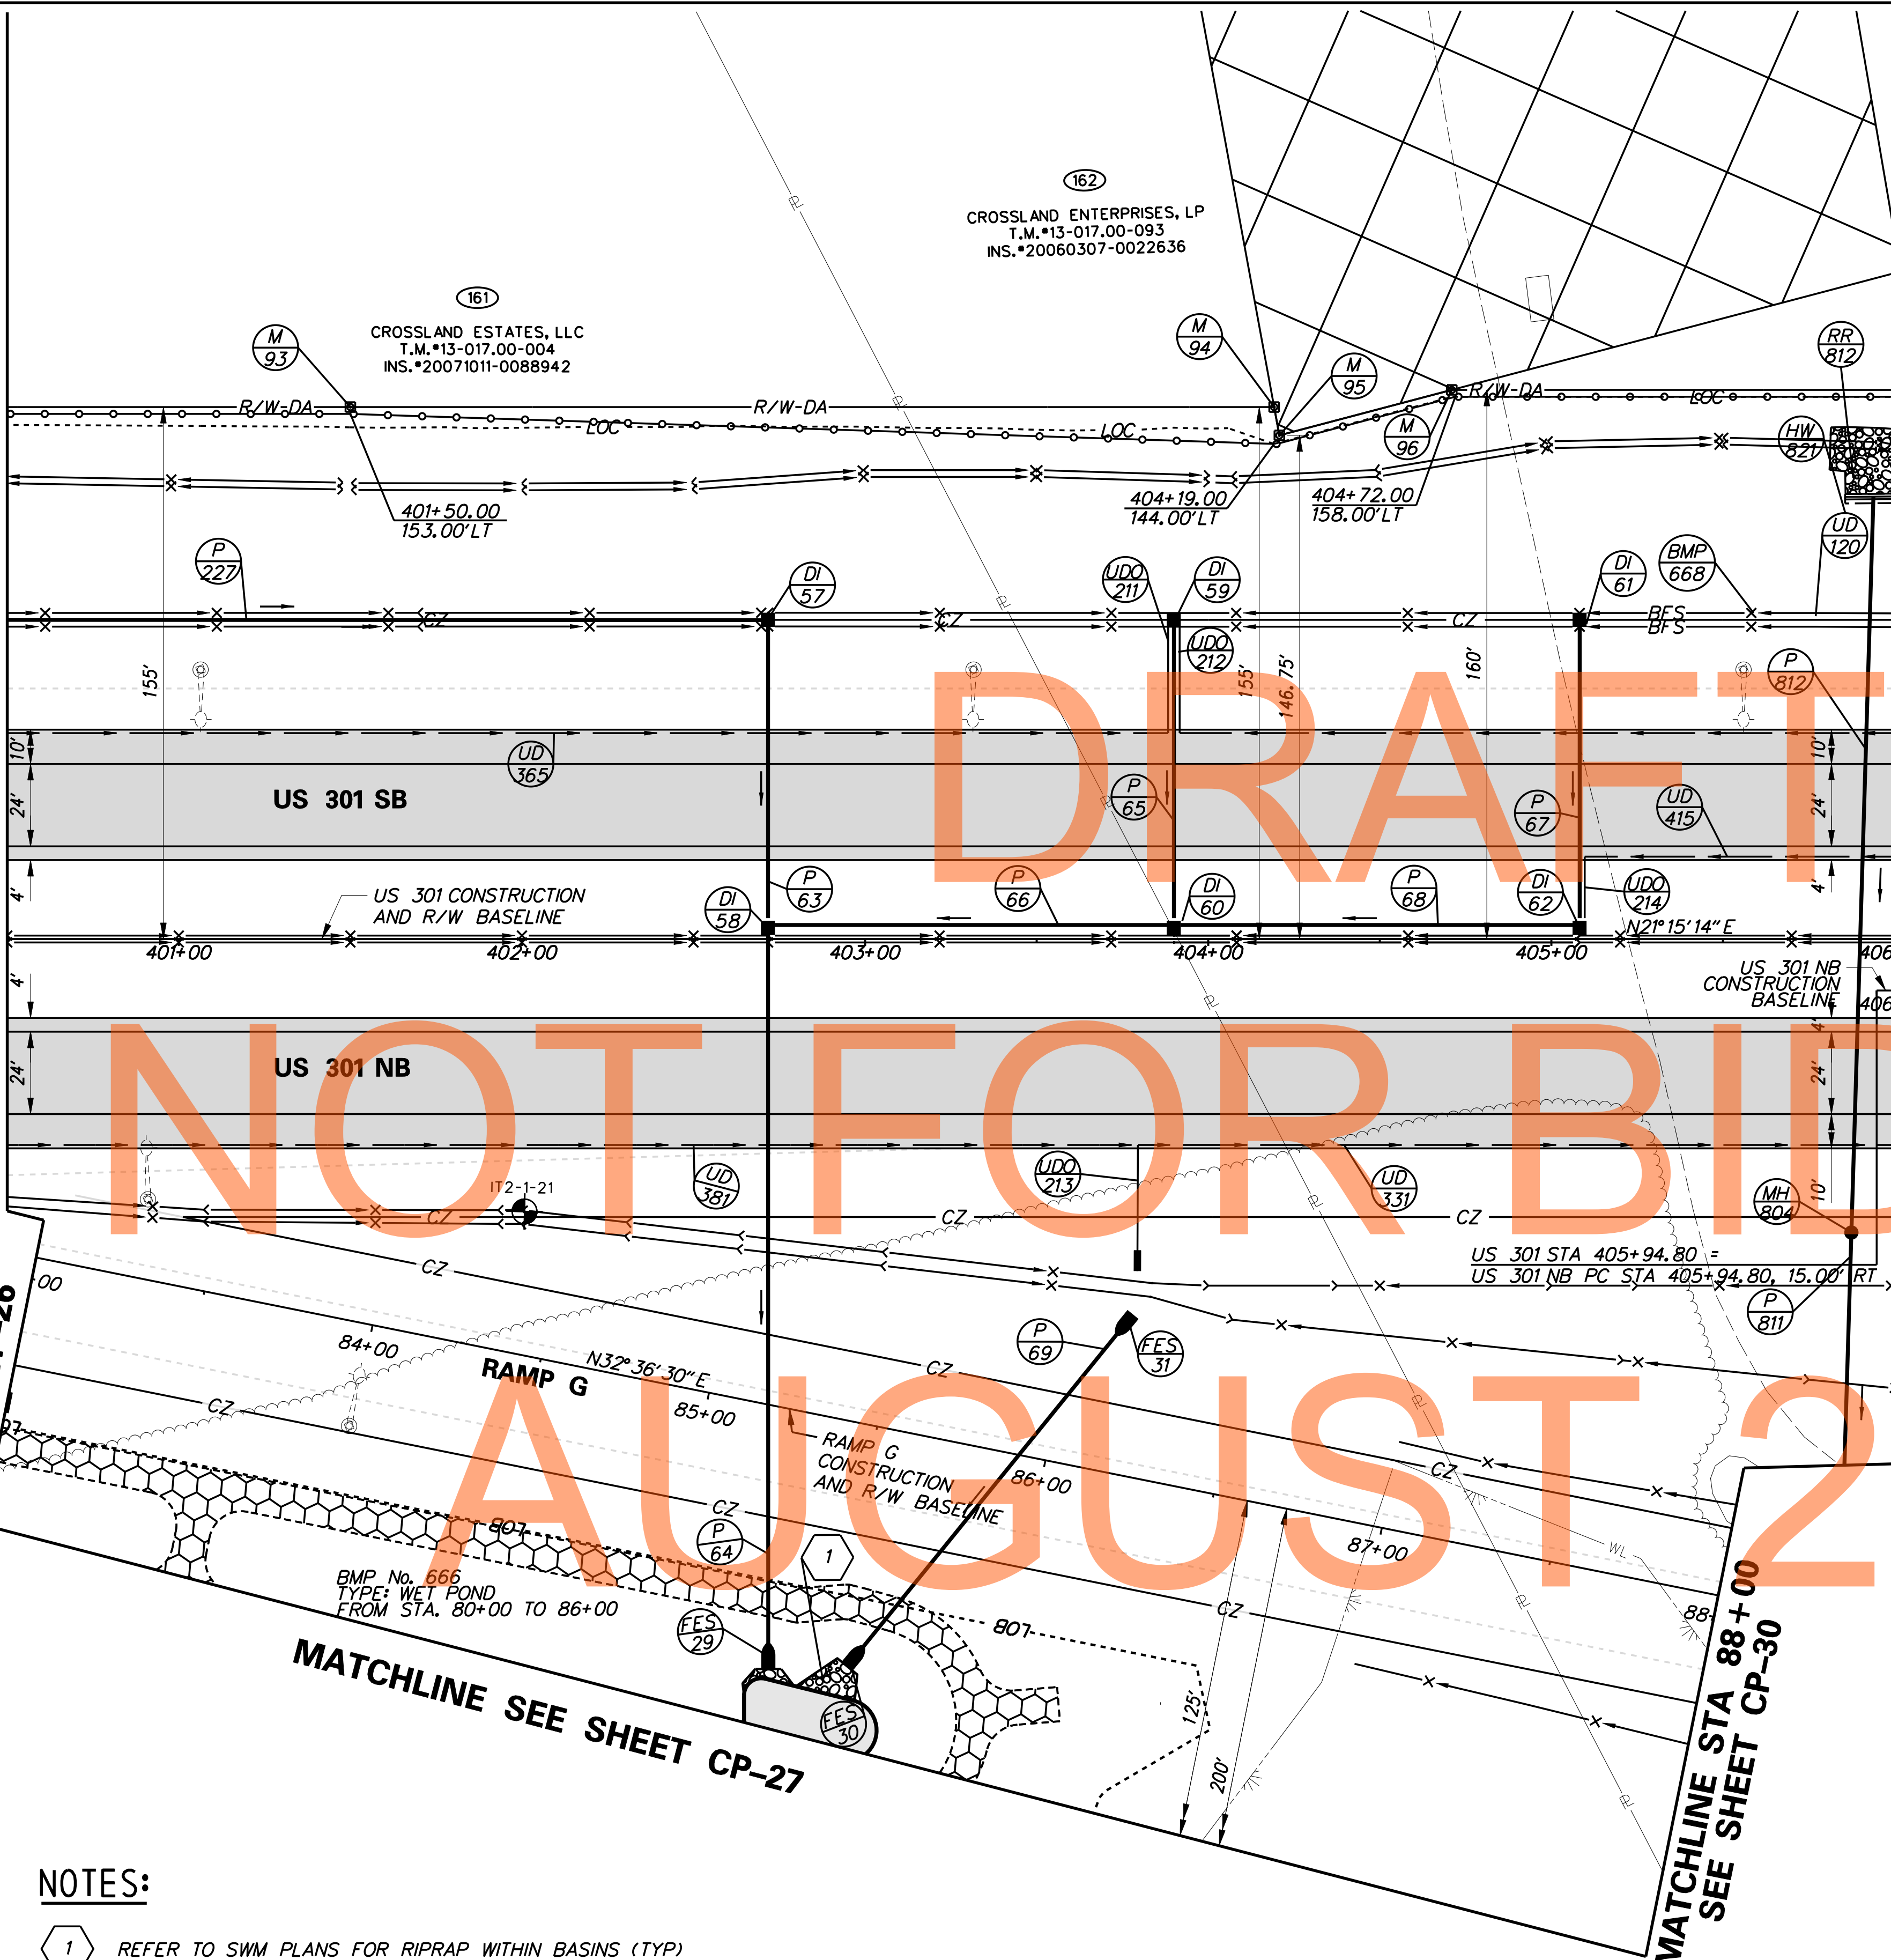 162
CROSSLAND ENTERPRISES, LP
T.M.#13-017.00-093
INS.#20060307-0022636
161
CROSSLAND ESTATES, LLC
T.M.#13-017.00-004
INS.#20071011-0088942
M
93
M
94
M
95
M
96
RR
812
HW
821
R/W-DA
R/W-DA
R/W-DA
LOC
LOC
LOC
401+50.00
153.00' LT
404+19.00
144.00' LT
404+72.00
158.00' LT
P
227
DI
57
UDO
211
DI
59
UDO
212
DI
61
BMP
668
UD
120
CZ
CZ
CZ
BFS
BFS
155'
155'
146.75'
160'
P
812
DRAFT
10'
24'
4'
UD
365
US 301 SB
P
65
P
67
UD
415
10'
24'
4'
US 301 CONSTRUCTION
AND R/W BASELINE
DI
58
P
63
P
66
DI
60
P
68
DI
62
UDO
214
N21°15'14" E
401+00
402+00
403+00
404+00
405+00
406
US 301 NB
CONSTRUCTION
BASELINE
406
4'
24'
US 301 NB
4'
24'
10'
NOT FOR BID
UD
381
UDO
213
UD
331
MH
804
IT2-1-21
CZ
CZ
CZ
US 301 STA 405+94.80 =
US 301 NB PC STA 405+94.80, 15.00' RT
P
811
+00
84+00
RAMP G
N32°36'30" E
85+00
CZ
CZ
CZ
P
69
FES
31
RAMP G
CONSTRUCTION
AND R/W BASELINE
86+00
87+00
88
CZ
CZ
CZ
WL
AUGUST 2
LOB
LOB
P
64
1
BMP No. 666
TYPE: WET POND
FROM STA. 80+00 TO 86+00
FES
29
FES
30
125'
200'
MATCHLINE SEE SHEET CP-27
MATCHLINE STA 88+00
SEE SHEET CP-30
NOTES:
1 REFER TO SWM PLANS FOR RIPRAP WITHIN BASINS (TYP)